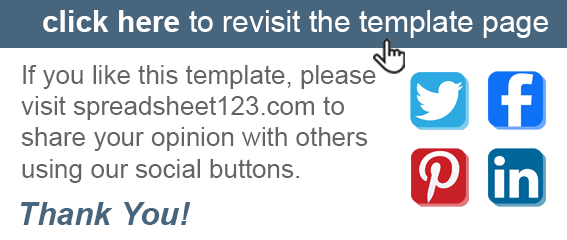 click here to revisit the template page
If you like this template, please
visit spreadsheet123.com to
share your opinion with others
using our social buttons.
Thank You!
in